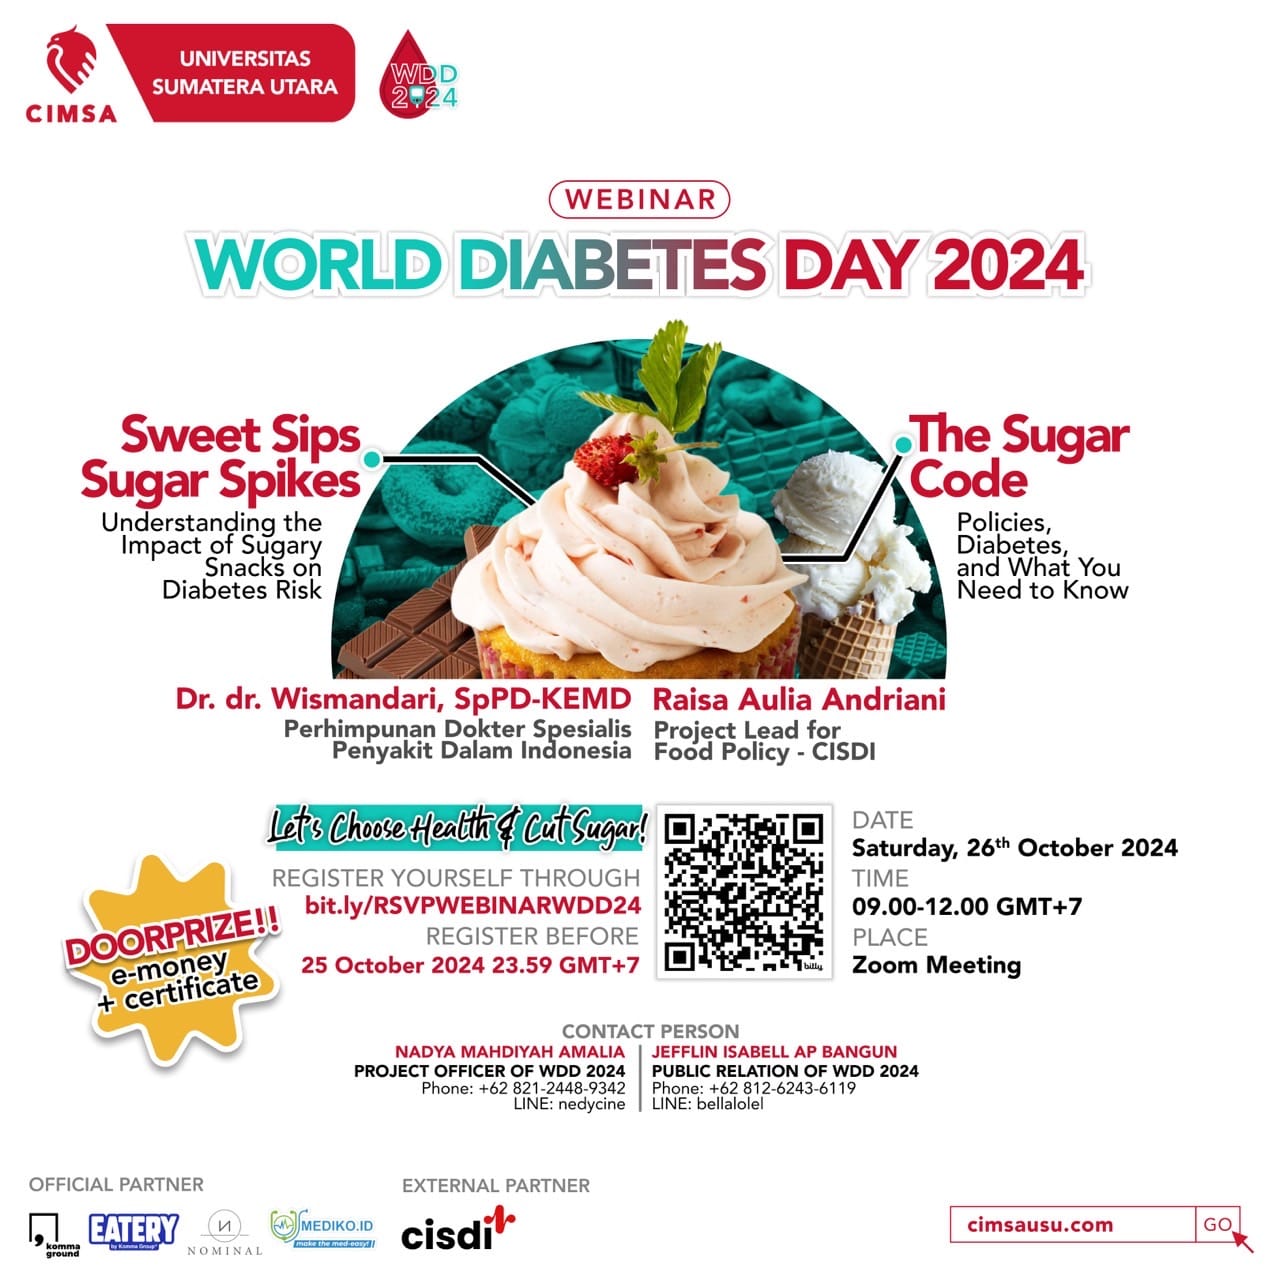 CIMSA
UNIVERSITAS
SUMATERA UTARA
WDD
2024
WEBINAR
WORLD DIABETES DAY 2024
Sweet Sips
Sugar Spikes
Understanding the
Impact of Sugary
Snacks on
Diabetes Risk
The Sugar
Code
Policies,
Diabetes,
and What You
Need to Know
Dr. dr. Wismandari, SpPD-KEMD
Perhimpunan Dokter Spesialis
Penyakit Dalam Indonesia
Raisa Aulia Andriani
Project Lead for
Food Policy - CISDI
Let's Choose Health & Cut Sugar!
REGISTER YOURSELF THROUGH
bit.ly/RSVPWEBINARWDD24
REGISTER BEFORE
25 October 2024 23.59 GMT+7
DOORPRIZE!!
e-money
+ certificate
billy
DATE
Saturday, 26th October 2024
TIME
09.00-12.00 GMT+7
PLACE
Zoom Meeting
CONTACT PERSON
NADYA MAHDIYAH AMALIA
PROJECT OFFICER OF WDD 2024
Phone: +62 821-2448-9342
LINE: nedycine
JEFFLIN ISABELL AP BANGUN
PUBLIC RELATION OF WDD 2024
Phone: +62 812-6243-6119
LINE: bellalolel
OFFICIAL PARTNER
komma
ground
EATERY
by Komma Group!
NOMINAL
MEDIKO.ID
make the med-easy!
EXTERNAL PARTNER
cisdi
cimsausu.com
GO